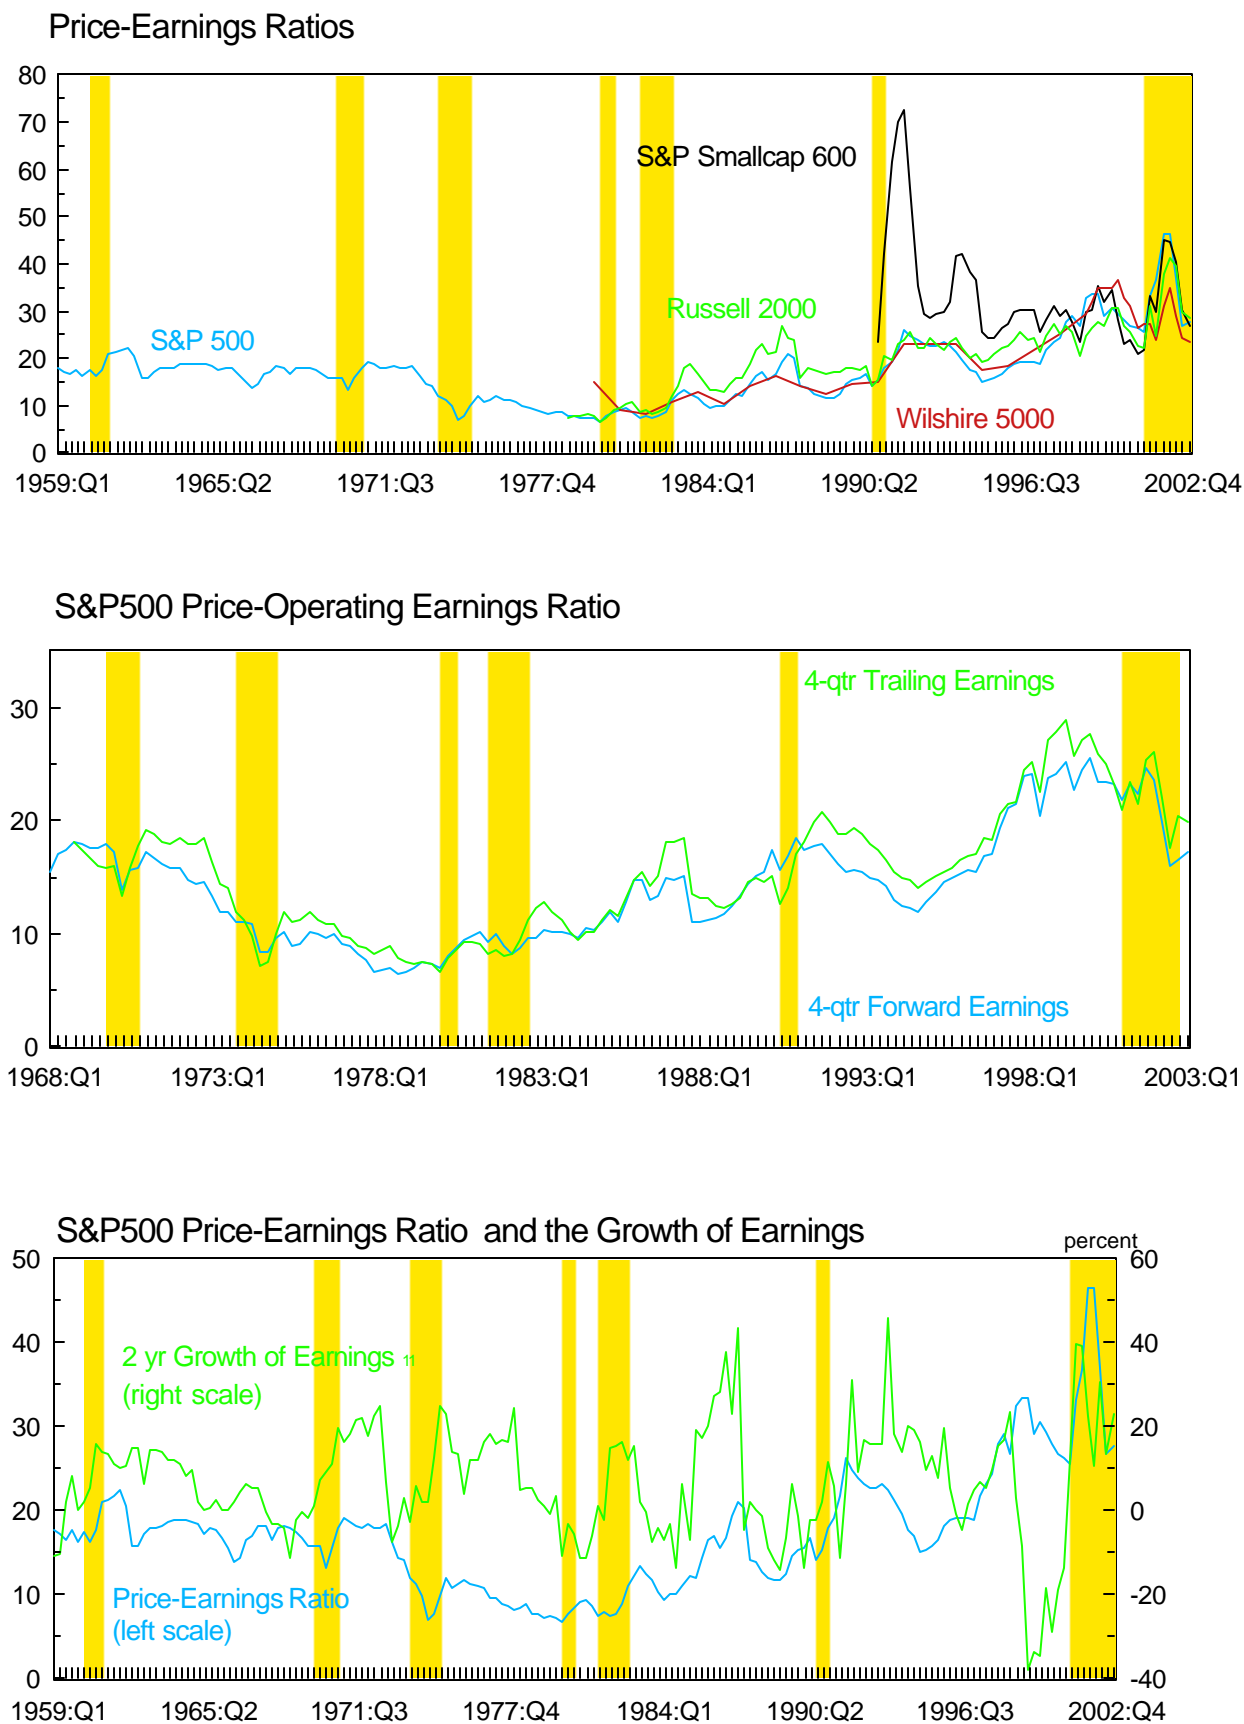 Price-Earnings Ratios
80
70
60
50
40
30
20
10
0
S&P Smallcap 600
Russell 2000
S&P 500
Wilshire 5000
1959:Q1 1965:Q2 1971:Q3 1977:Q4 1984:Q1 1990:Q2 1996:Q3 2002:Q4
S&P500 Price-Operating Earnings Ratio
30
20
10
0
4-qtr Trailing Earnings
4-qtr Forward Earnings
1968:Q1 1973:Q1 1978:Q1 1983:Q1 1988:Q1 1993:Q1 1998:Q1 2003:Q1
S&P500 Price-Earnings Ratio and the Growth of Earnings
percent
50
40
30
20
10
0
60
40
20
0
-20
-40
2 yr Growth of Earnings 11
(right scale)
Price-Earnings Ratio
(left scale)
1959:Q1 1965:Q2 1971:Q3 1977:Q4 1984:Q1 1990:Q2 1996:Q3 2002:Q4